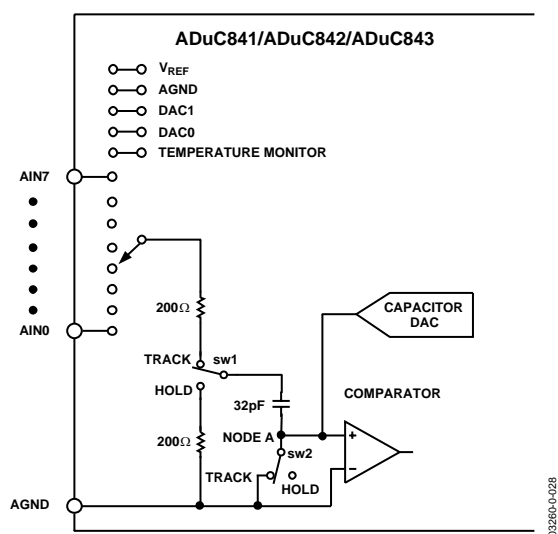 ADuC841/ADuC842/ADuC843
VREF
AGND
DAC1
DAC0
TEMPERATURE MONITOR
AIN7
AIN0
200Ω
TRACK
sw1
HOLD
200Ω
32pF
NODE A
sw2
TRACK
HOLD
CAPACITOR
DAC
COMPARATOR
+
–
AGND
03260-0-028